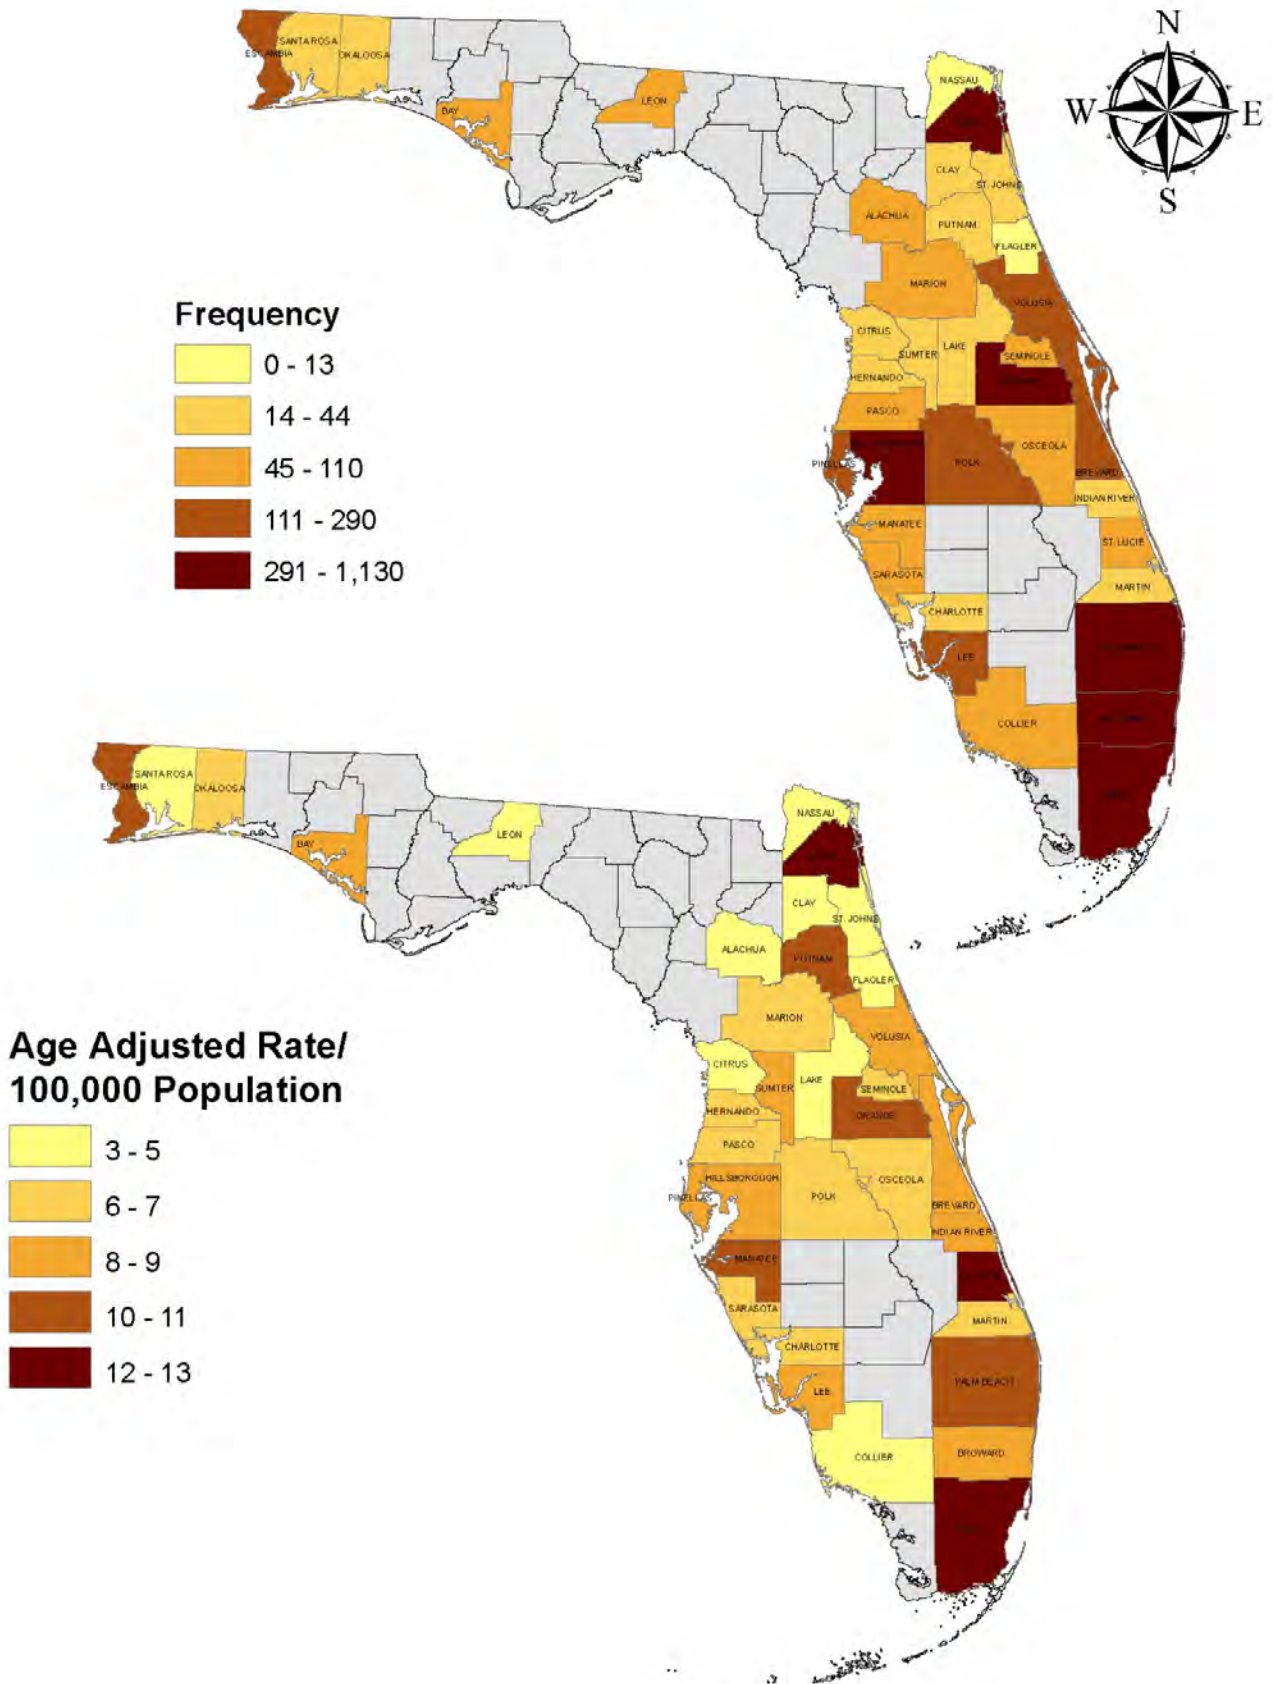 N
W E
S
SANTA ROSA
ESCAMBIA
OKALOOSA
BAY
LEON
NASSAU
CLAY
ST. JOHNS
ALACHUA
PUTNAM
FLAGLER
MARION
VOLUSIA
CITRUS
LAKE
SUMTER
SEMINOLE
HERNANDO
PASCO
OSCEOLA
PINELLAS
POLK
BREVARD
INDIAN RIVER
MANATEE
ST. LUCIE
SARASOTA
MARTIN
CHARLOTTE
LEE
COLLIER
Frequency
0 - 13
14 - 44
45 - 110
111 - 290
291 - 1,130
SANTA ROSA
ESCAMBIA
OKALOOSA
BAY
LEON
NASSAU
CLAY
ST. JOHNS
ALACHUA
PUTNAM
FLAGLER
MARION
VOLUSIA
CITRUS
LAKE
SUMTER
SEMINOLE
HERNANDO
ORANGE
PASCO
HILLSBOROUGH
OSCEOLA
PINELLAS
POLK
BREVARD
INDIAN RIVER
MANATEE
SARASOTA
MARTIN
CHARLOTTE
LEE
PALM BEACH
COLLIER
BROWARD
Age Adjusted Rate/
100,000 Population
3 - 5
6 - 7
8 - 9
10 - 11
12 - 13